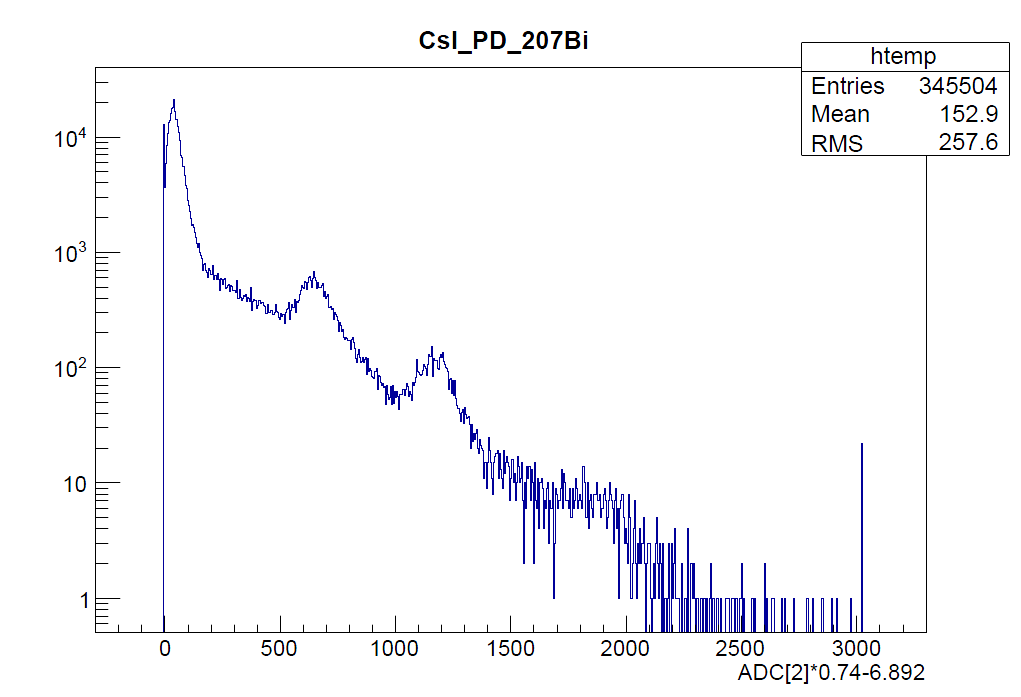 CsI_PD_207Bi
htemp
Entries 345504
Mean 152.9
RMS 257.6
10^4
10^3
10^2
10
1
0 500 1000 1500 2000 2500 3000
ADC[2]*0.74-6.892